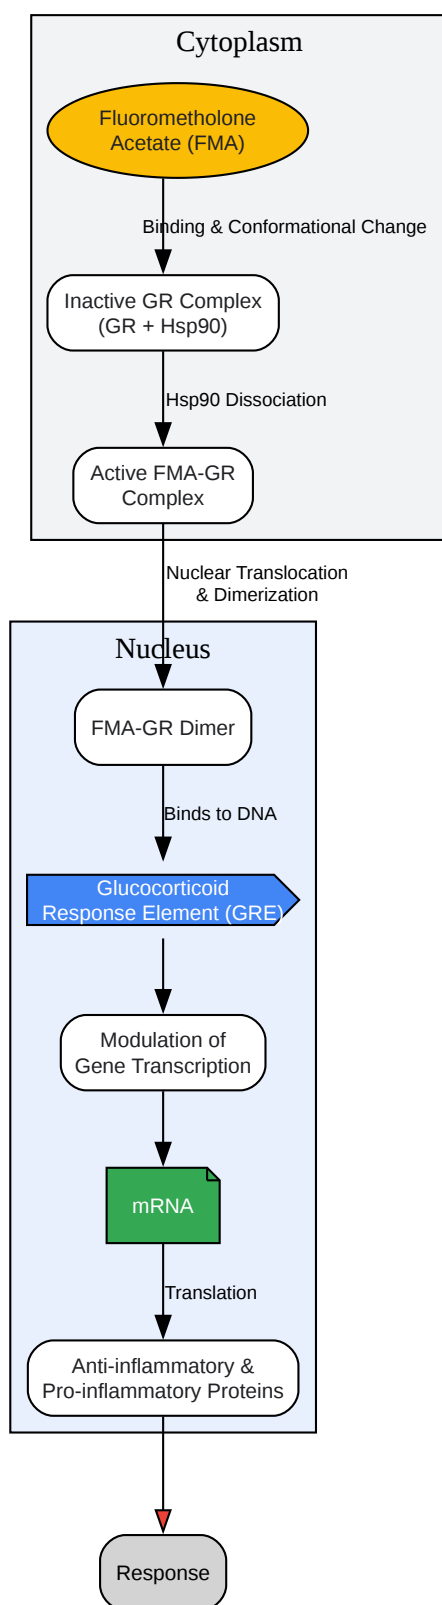 Cytoplasm
Fluorometholone
Acetate (FMA)
Binding & Conformational Change
Inactive GR Complex
(GR + Hsp90)
Hsp90 Dissociation
Active FMA-GR
Complex
Nuclear Translocation
& Dimerization
Nucleus
FMA-GR Dimer
Binds to DNA
Glucocorticoid
Response Element (GRE)
Modulation of
Gene Transcription
mRNA
Translation
Anti-inflammatory &
Pro-inflammatory Proteins
Response